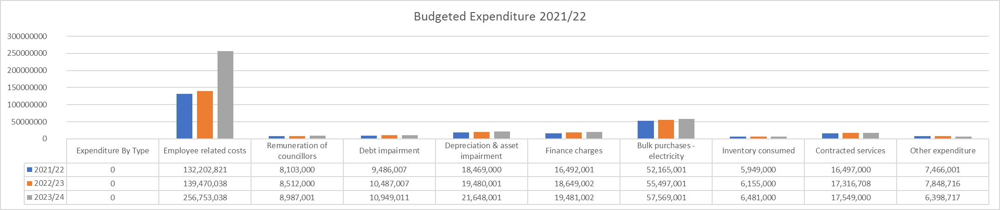 Budgeted Expenditure 2021/22
300000000
250000000
200000000
150000000
100000000
50000000
0
Expenditure By Type Employee related costs Remuneration of councillors Debt impairment Depreciation & asset impairment Finance charges Bulk purchases - electricity Inventory consumed Contracted services Other expenditure
2021/22 0 132,202,821 8,103,000 9,486,007 18,469,000 16,492,001 52,165,001 5,949,000 16,497,000 7,466,001
2022/23 0 139,470,038 8,512,000 10,487,007 19,480,001 18,649,002 55,497,001 6,155,000 17,316,708 7,848,716
2023/24 0 256,753,038 8,987,001 10,949,011 21,648,001 19,481,002 57,569,001 6,481,000 17,549,000 6,398,717